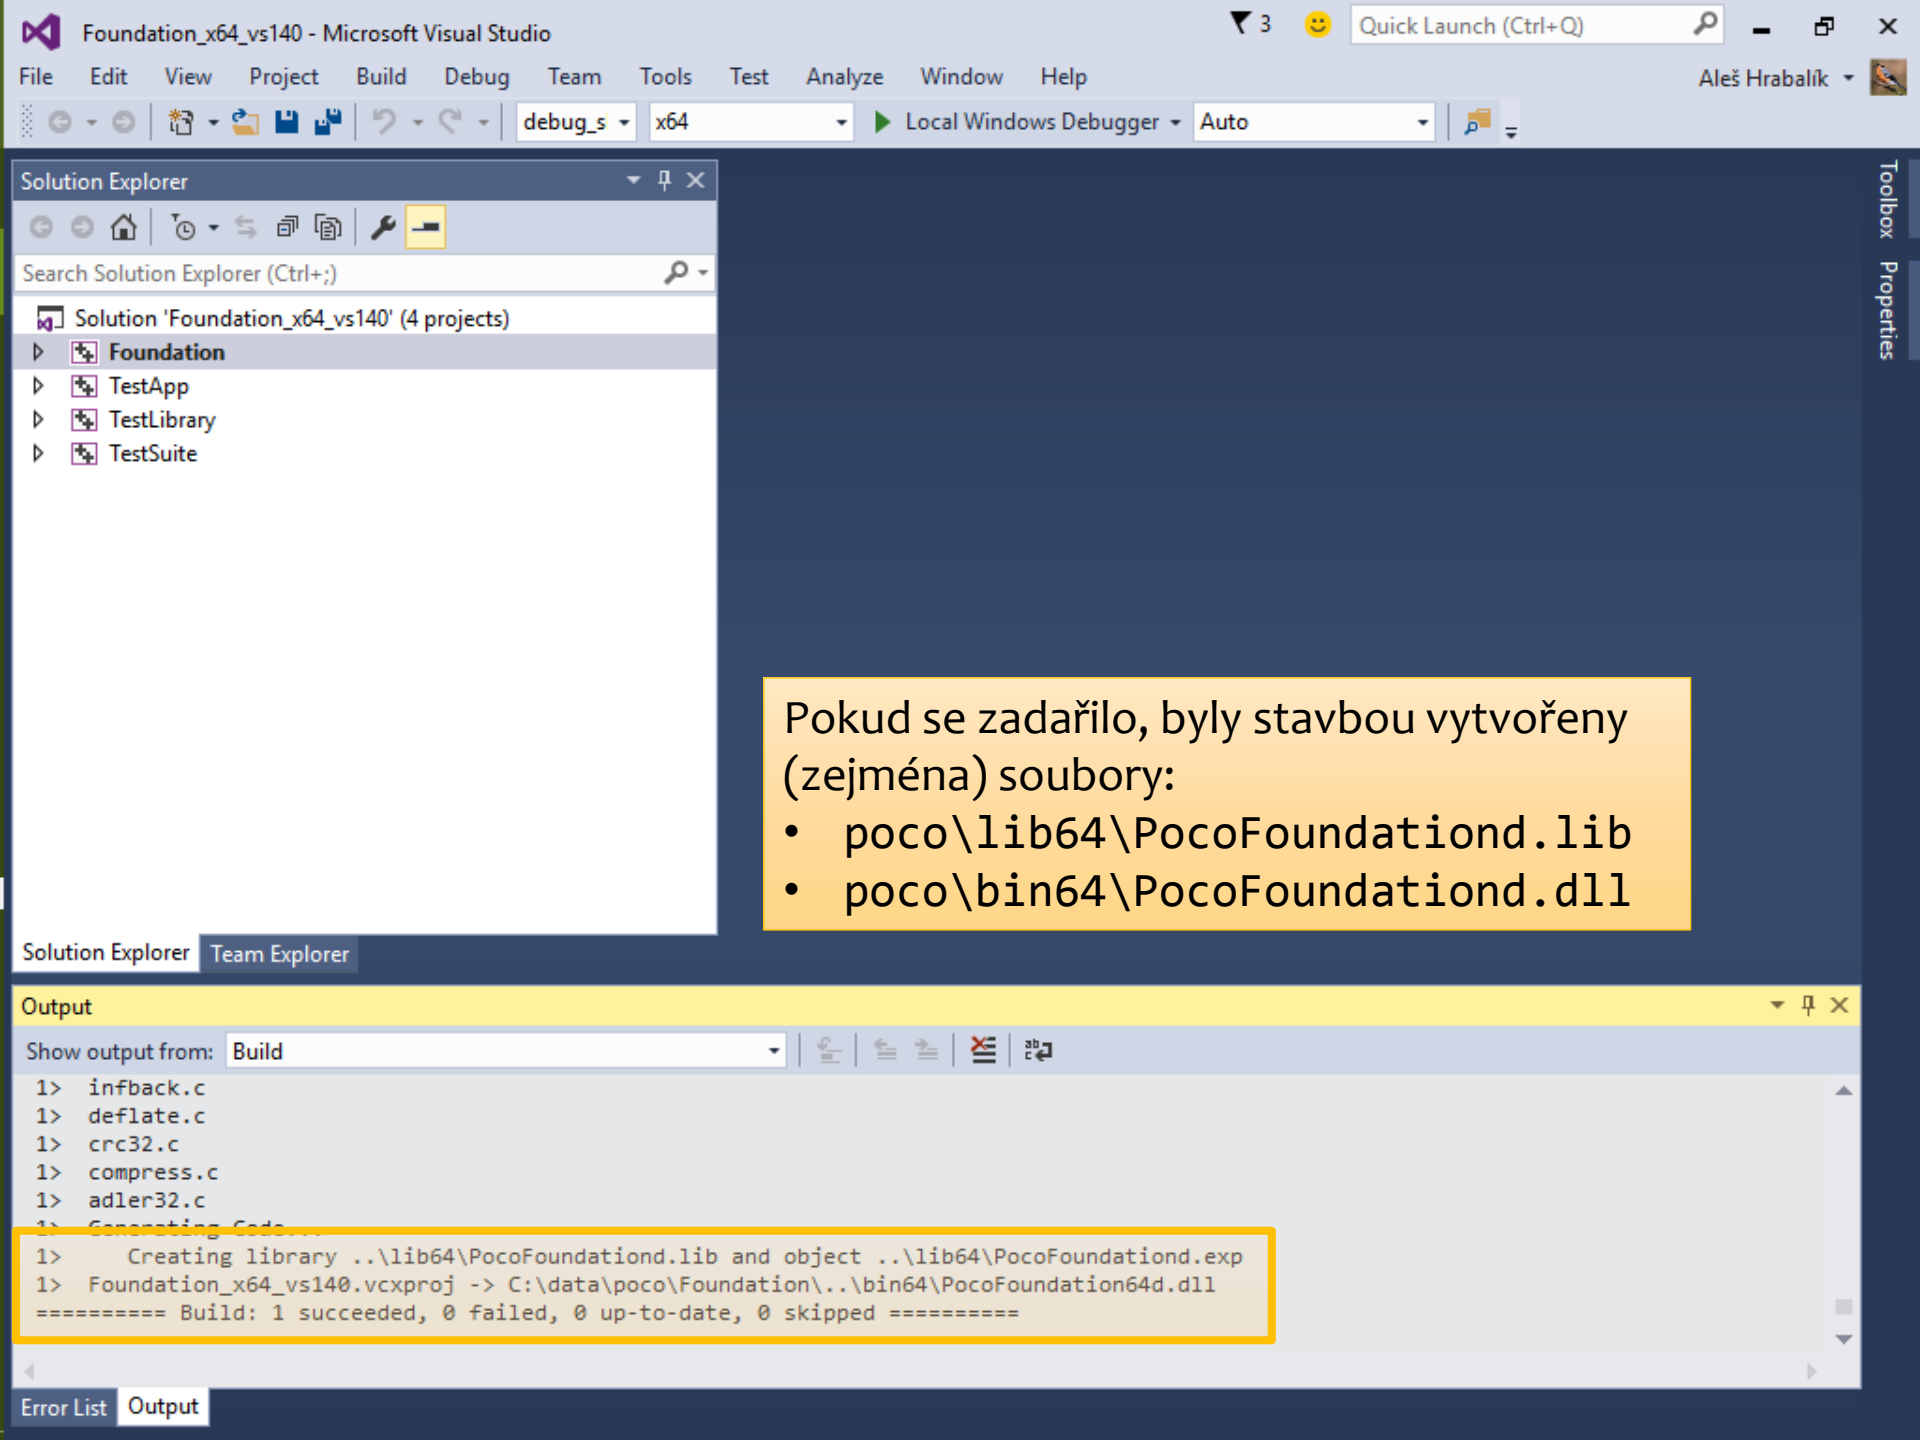 Foundation_x64_vs140 - Microsoft Visual Studio
3
Quick Launch (Ctrl+Q)
File Edit View Project Build Debug Team Tools Test Analyze Window Help
Aleš Hrabalík
debug_s x64 Local Windows Debugger Auto
Toolbox
Properties
Solution Explorer
Search Solution Explorer (Ctrl+;)
Solution 'Foundation_x64_vs140' (4 projects)
Foundation
TestApp
TestLibrary
TestSuite
Pokud se zadařilo, byly stavbou vytvořeny
(zejména) soubory:
• poco\lib64\PocoFoundationd.lib
• poco\bin64\PocoFoundationd.dll
Solution Explorer Team Explorer
Output
Show output from: Build
1> infback.c
1> deflate.c
1> crc32.c
1> compress.c
1> adler32.c
1> Generating Code...
1> Creating library ..\lib64\PocoFoundationd.lib and object ..\lib64\PocoFoundationd.exp
1> Foundation_x64_vs140.vcxproj -> C:\data\poco\Foundation\..\bin64\PocoFoundation64d.dll
========== Build: 1 succeeded, 0 failed, 0 up-to-date, 0 skipped ==========
Error List Output